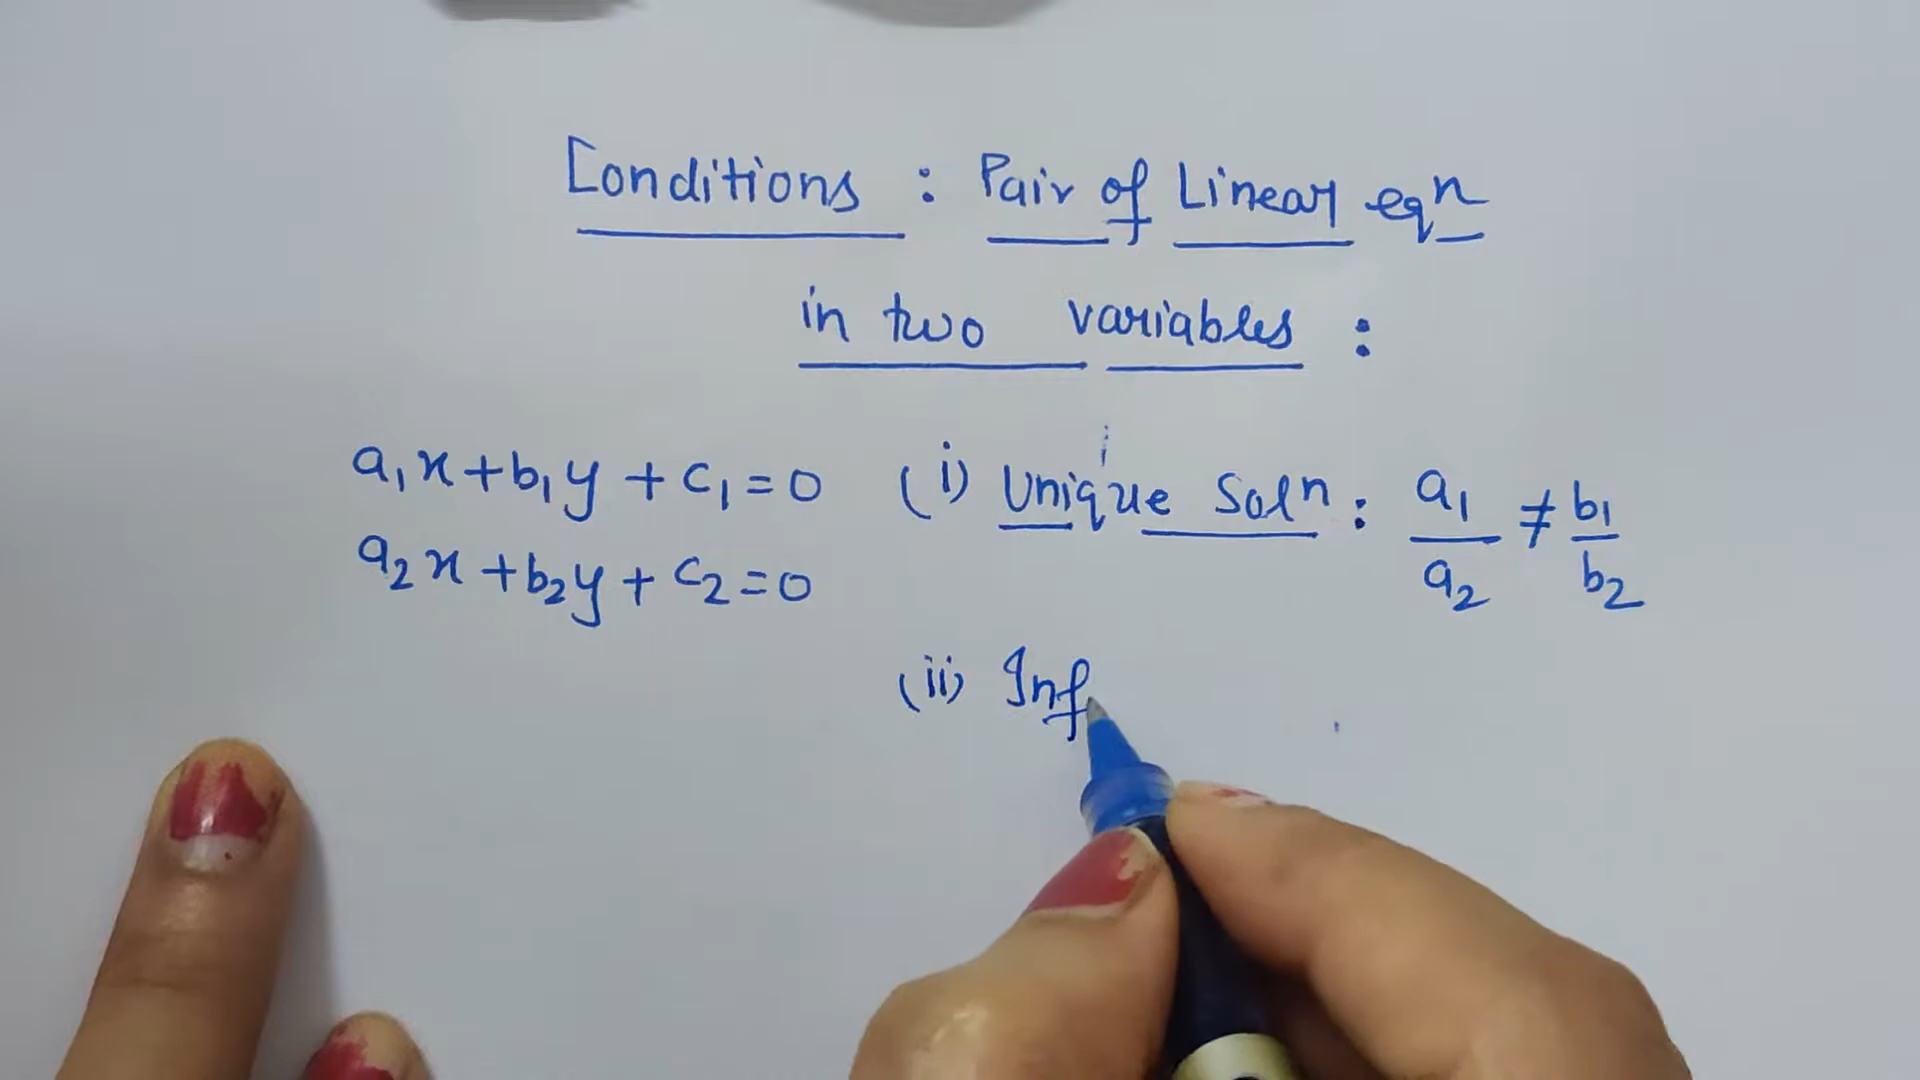 Conditions : Pair of Linear eqn
in two variables :
a₁x+b₁y+c₁=0 (i) Unique Soln : a₁/a₂ ≠ b₁/b₂
a₂x+b₂y+c₂=0
(ii) Inf